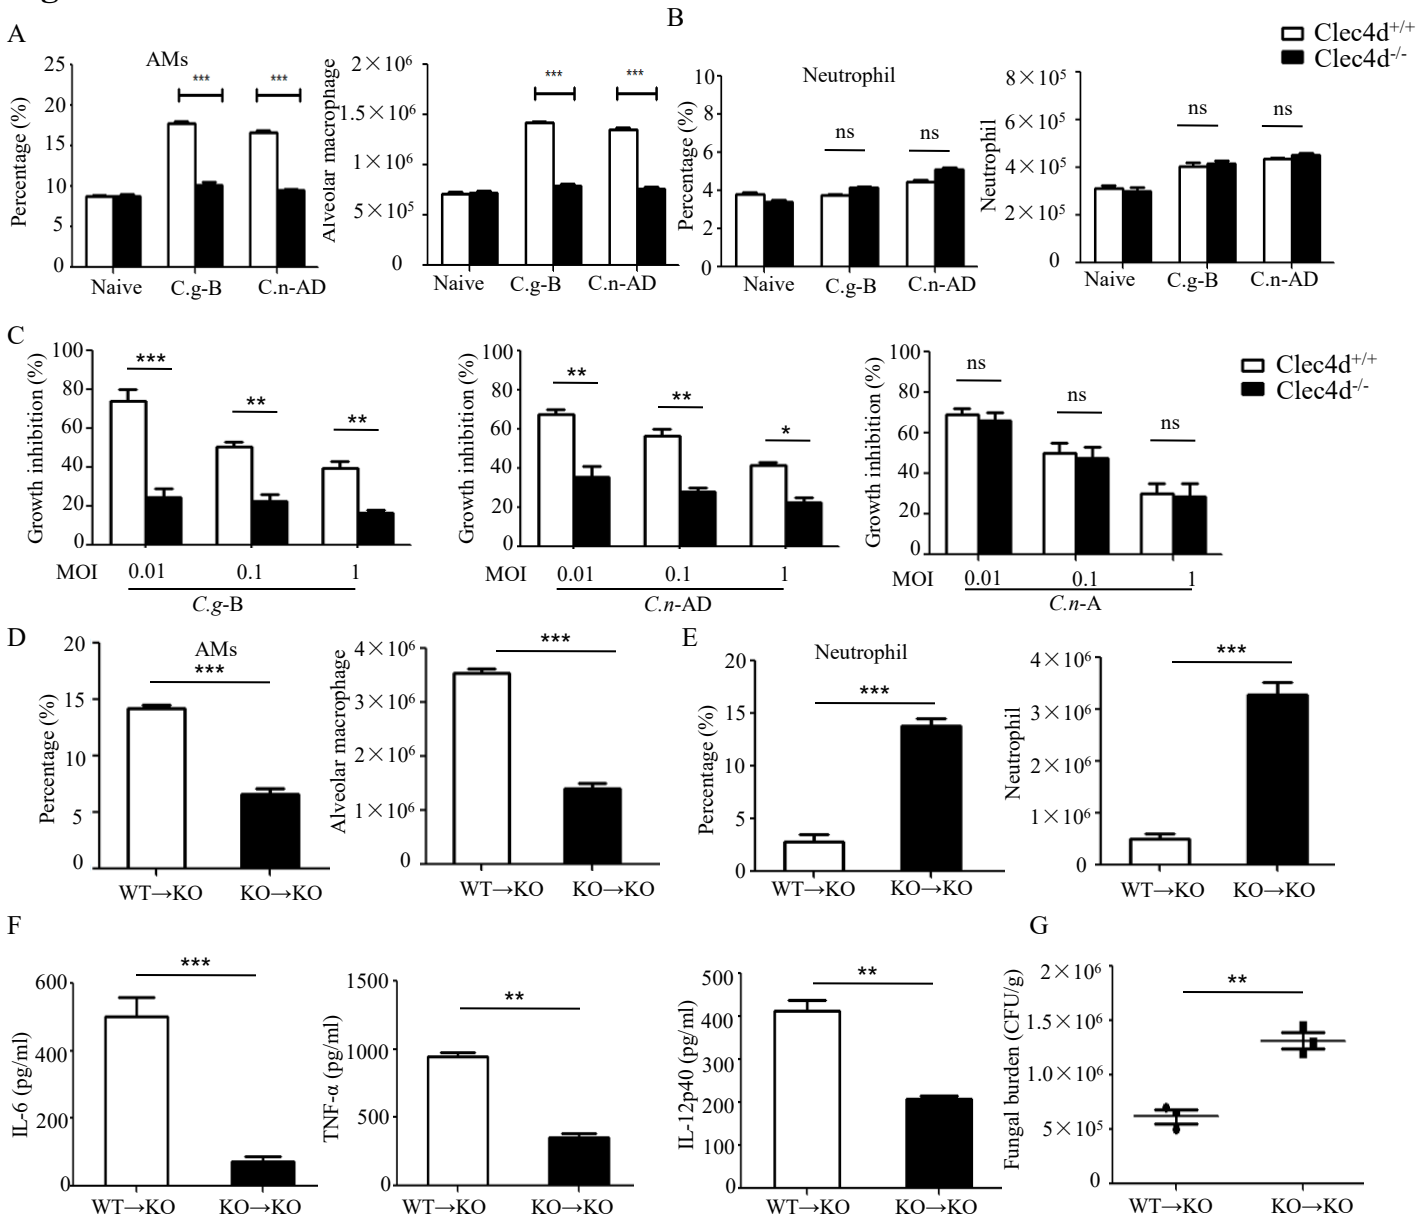 A
AMs
Percentage (%)
25
20
15
10
5
0
***
***
Naive
C.g-B
C.n-AD
Alveolar macrophage
2×10⁶
1.5×10⁶
1×10⁶
5×10⁵
0
***
***
Naive
C.g-B
C.n-AD
B
Neutrophil
Percentage (%)
10
8
6
4
2
0
ns
ns
Naive
C.g-B
C.n-AD
Neutrophil
8×10⁵
6×10⁵
4×10⁵
2×10⁵
0
ns
ns
Naive
C.g-B
C.n-AD
Clec4d⁺/⁺
Clec4d⁻/⁻
C
Growth inhibition (%)
100
80
60
40
20
0
***
**
**
MOI 0.01 0.1 1
C.g-B
Growth inhibition (%)
100
80
60
40
20
0
**
**
*
MOI 0.01 0.1 1
C.n-AD
Growth inhibition (%)
100
80
60
40
20
0
ns
ns
ns
MOI 0.01 0.1 1
C.n-A
Clec4d⁺/⁺
Clec4d⁻/⁻
D
AMs
***
Percentage (%)
20
15
10
5
0
WT→KO KO→KO
Alveolar macrophage
4×10⁶
3×10⁶
2×10⁶
1×10⁶
0
***
WT→KO KO→KO
E
Neutrophil
***
Percentage (%)
20
15
10
5
0
WT→KO KO→KO
Neutrophil
4×10⁶
3×10⁶
2×10⁶
1×10⁶
0
***
WT→KO KO→KO
F
IL-6 (pg/ml)
600
400
200
0
***
WT→KO KO→KO
TNF-α (pg/ml)
1500
1000
500
0
**
WT→KO KO→KO
IL-12p40 (pg/ml)
500
400
300
200
100
0
**
WT→KO KO→KO
G
Fungal burden (CFU/g)
2×10⁶
1.5×10⁶
1.0×10⁶
5×10⁵
0
**
WT→KO KO→KO